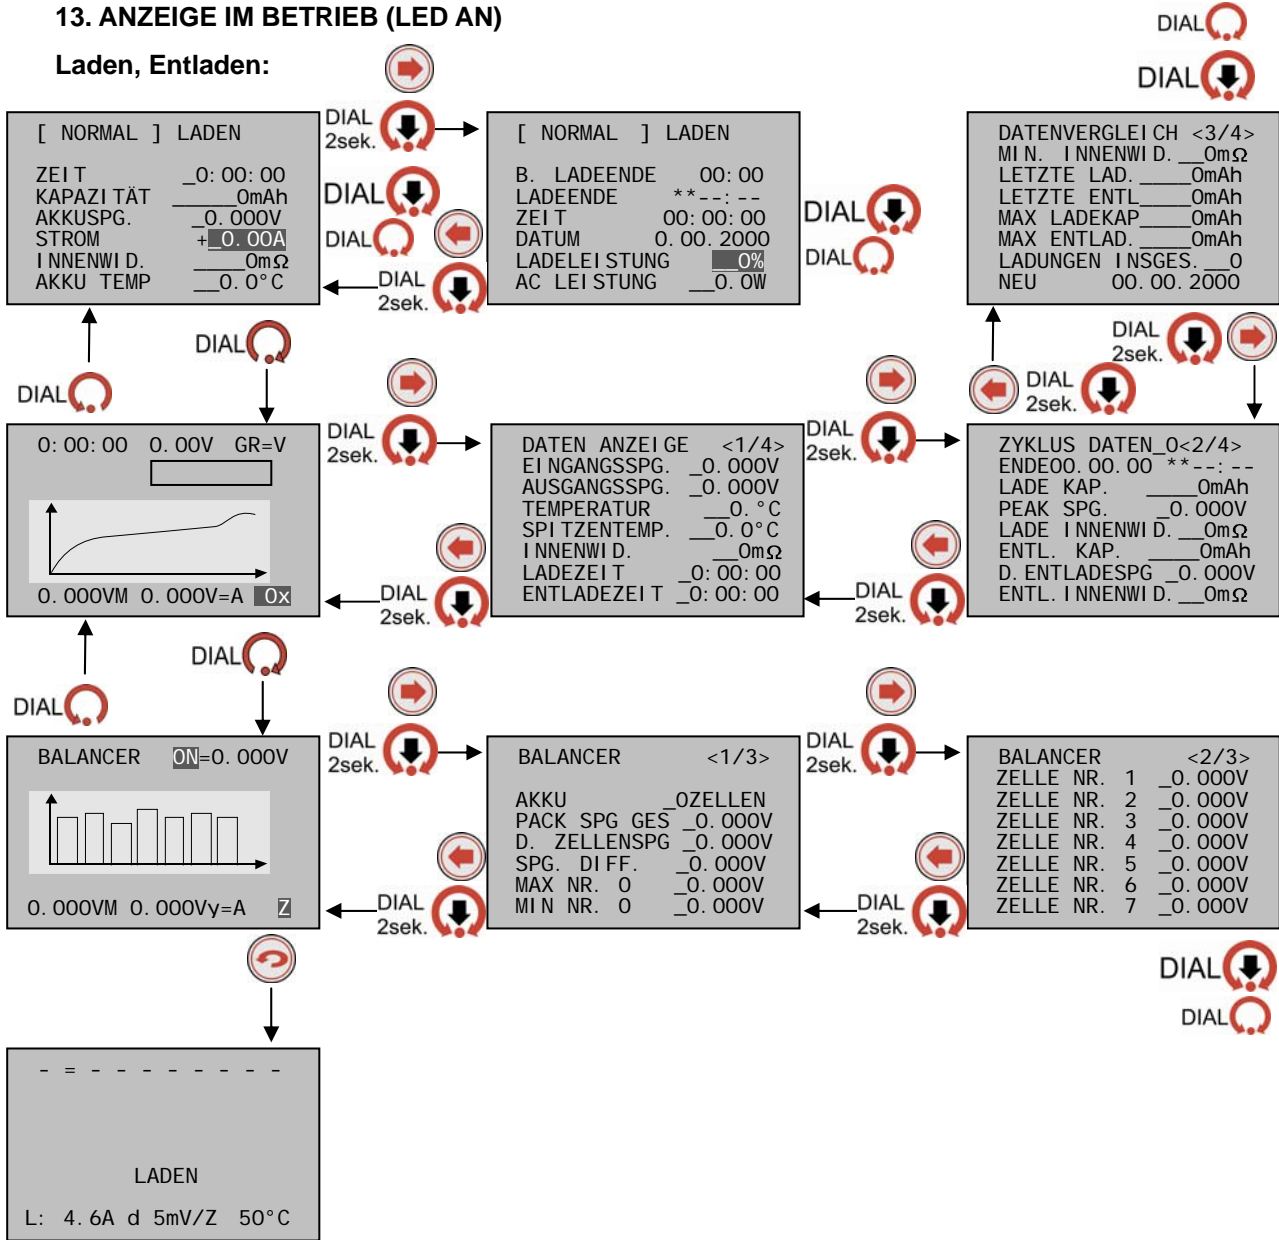 13. ANZEIGE IM BETRIEB (LED AN)
Laden, Entladen:
DIAL
DIAL
[ NORMAL ] LADEN
ZEIT _0:00:00
KAPAZITÄT _____0mAh
AKKUSPG. _0.000V
STROM +_0.00A
INNENWID. ____0mΩ
AKKU TEMP __0.0°C
DIAL
2sek.
DIAL
DIAL
DIAL
2sek.
[ NORMAL ] LADEN
B. LADEENDE 00:00
LADEENDE **--:--
ZEIT 00:00:00
DATUM 0.00.2000
LADELEISTUNG __0%
AC LEISTUNG __0.0W
DIAL
DIAL
DATENVERGLEICH <3/4>
MIN. INNENWID.__0mΩ
LETZTE LAD.____0mAh
LETZTE ENTL____0mAh
MAX LADEKAP____0mAh
MAX ENTLAD.____0mAh
LADUNGEN INSGES.__0
NEU 00.00.2000
DIAL
DIAL
DIAL
2sek.
DIAL
2sek.
0:00:00 0.00V GR=V
0.000VM 0.000V=A 0x
DIAL
2sek.
DIAL
2sek.
DATEN ANZEIGE <1/4>
EINGANGSSPG. _0.000V
AUSGANGSSPG. _0.000V
TEMPERATUR __0.°C
SPITZENTEMP. __0.0°C
INNENWID. __0mΩ
LADEZEIT _0:00:00
ENTLADEZEIT _0:00:00
DIAL
2sek.
DIAL
2sek.
ZYKLUS DATEN_0<2/4>
ENDE00.00.00 **--:--
LADE KAP. ____0mAh
PEAK SPG. _0.000V
LADE INNENWID.__0mΩ
ENTL. KAP. ____0mAh
D.ENTLADESPG _0.000V
ENTL.INNENWID.__0mΩ
DIAL
DIAL
BALANCER ON=0.000V
0.000VM 0.000Vy=A Z
DIAL
2sek.
DIAL
2sek.
BALANCER <1/3>
AKKU _0ZELLEN
PACK SPG GES _0.000V
D. ZELLENSPG _0.000V
SPG. DIFF. _0.000V
MAX NR. 0 _0.000V
MIN NR. 0 _0.000V
DIAL
2sek.
DIAL
2sek.
BALANCER <2/3>
ZELLE NR. 1 _0.000V
ZELLE NR. 2 _0.000V
ZELLE NR. 3 _0.000V
ZELLE NR. 4 _0.000V
ZELLE NR. 5 _0.000V
ZELLE NR. 6 _0.000V
ZELLE NR. 7 _0.000V
DIAL
DIAL
- = - - - - - - - -
LADEN
L: 4.6A d 5mV/Z 50°C